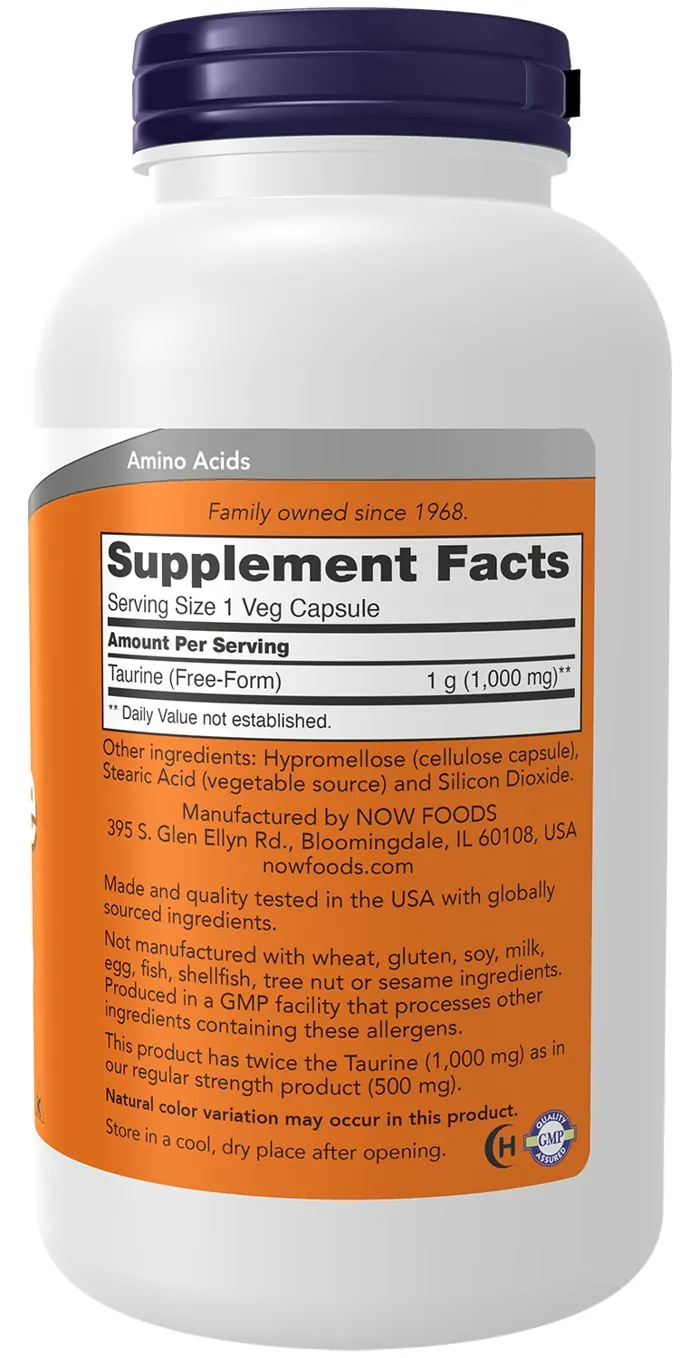 Amino Acids
Family owned since 1968.
Supplement Facts
Serving Size 1 Veg Capsule
Amount Per Serving
Taurine (Free-Form) 1 g (1,000 mg)**
** Daily Value not established.
Other ingredients: Hypromellose (cellulose capsule),
Stearic Acid (vegetable source) and Silicon Dioxide.
Manufactured by NOW FOODS
395 S. Glen Ellyn Rd., Bloomingdale, IL 60108, USA
nowfoods.com
Made and quality tested in the USA with globally
sourced ingredients.
Not manufactured with wheat, gluten, soy, milk,
egg, fish, shellfish, tree nut or sesame ingredients.
Produced in a GMP facility that processes other
ingredients containing these allergens.
This product has twice the Taurine (1,000 mg) as in
our regular strength product (500 mg).
Natural color variation may occur in this product.
Store in a cool, dry place after opening.
H
QUALITY
GMP
ASSURED